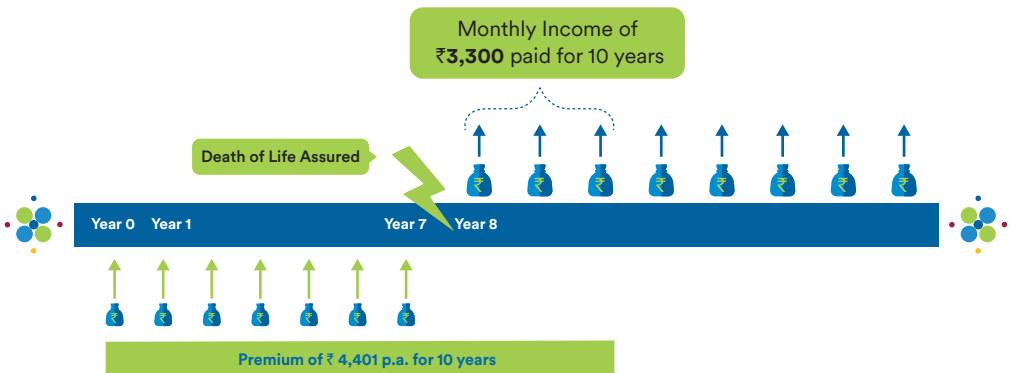 Monthly Income of
₹3,300 paid for 10 years
Death of Life Assured
₹ ₹ ₹ ₹ ₹ ₹ ₹ ₹
Year 0 Year 1 Year 7 Year 8
₹ ₹ ₹ ₹ ₹ ₹ ₹
Premium of ₹ 4,401 p.a. for 10 years